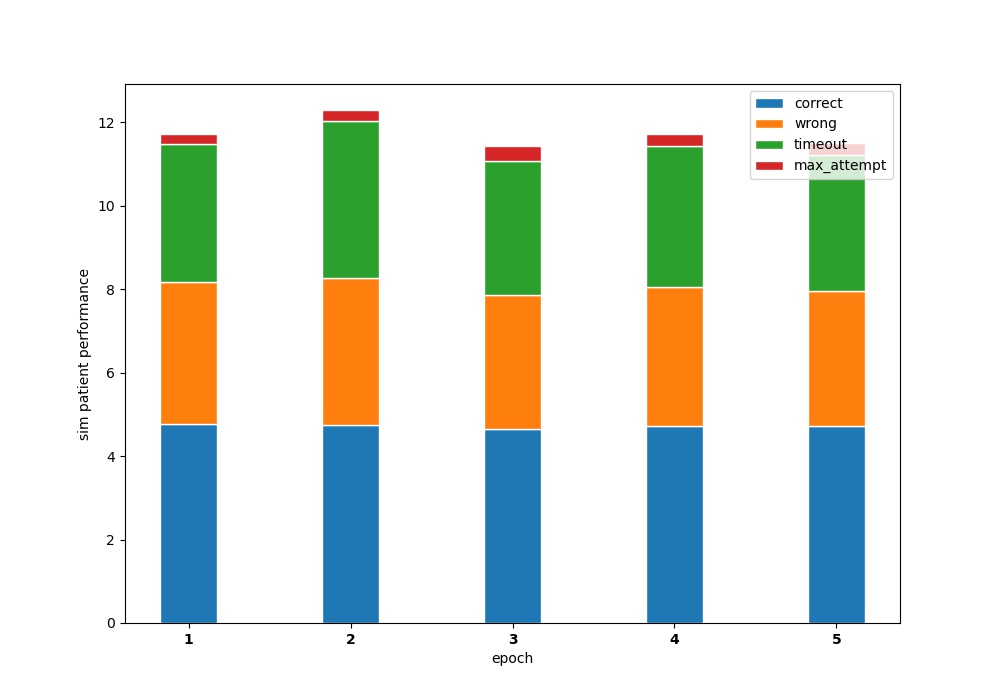 correct
wrong
timeout
max_attempt
12
10
8
6
4
2
0
sim patient performance
1 2 3 4 5
epoch